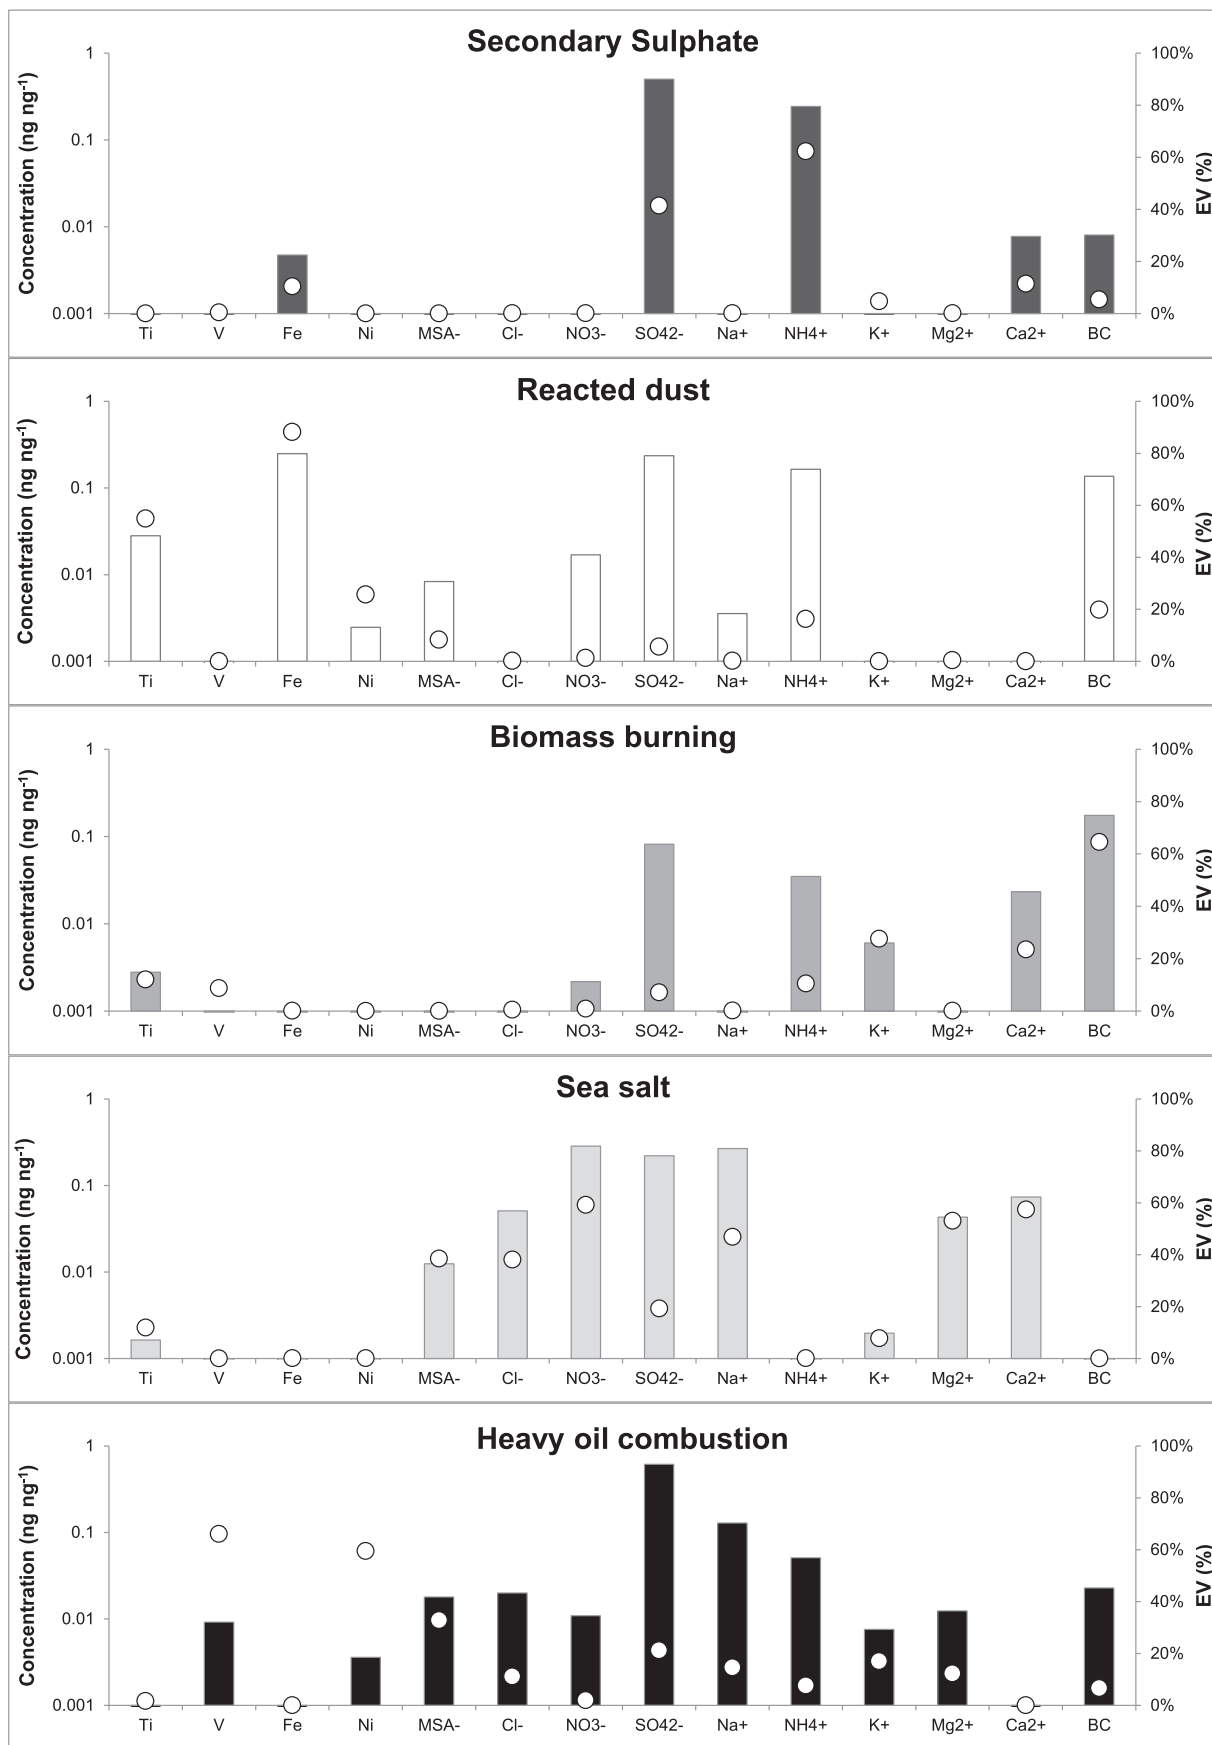 Secondary Sulphate
Concentration (ng ng-1)
1
0.1
0.01
0.001
100%
80%
60%
40%
20%
0%
EV (%)
Ti V Fe Ni MSA- Cl- NO3- SO42- Na+ NH4+ K+ Mg2+ Ca2+ BC
Reacted dust
Concentration (ng ng-1)
1
0.1
0.01
0.001
100%
80%
60%
40%
20%
0%
EV (%)
Ti V Fe Ni MSA- Cl- NO3- SO42- Na+ NH4+ K+ Mg2+ Ca2+ BC
Biomass burning
Concentration (ng ng-1)
1
0.1
0.01
0.001
100%
80%
60%
40%
20%
0%
EV (%)
Ti V Fe Ni MSA- Cl- NO3- SO42- Na+ NH4+ K+ Mg2+ Ca2+ BC
Sea salt
Concentration (ng ng-1)
1
0.1
0.01
0.001
100%
80%
60%
40%
20%
0%
EV (%)
Ti V Fe Ni MSA- Cl- NO3- SO42- Na+ NH4+ K+ Mg2+ Ca2+ BC
Heavy oil combustion
Concentration (ng ng-1)
1
0.1
0.01
0.001
100%
80%
60%
40%
20%
0%
EV (%)
Ti V Fe Ni MSA- Cl- NO3- SO42- Na+ NH4+ K+ Mg2+ Ca2+ BC